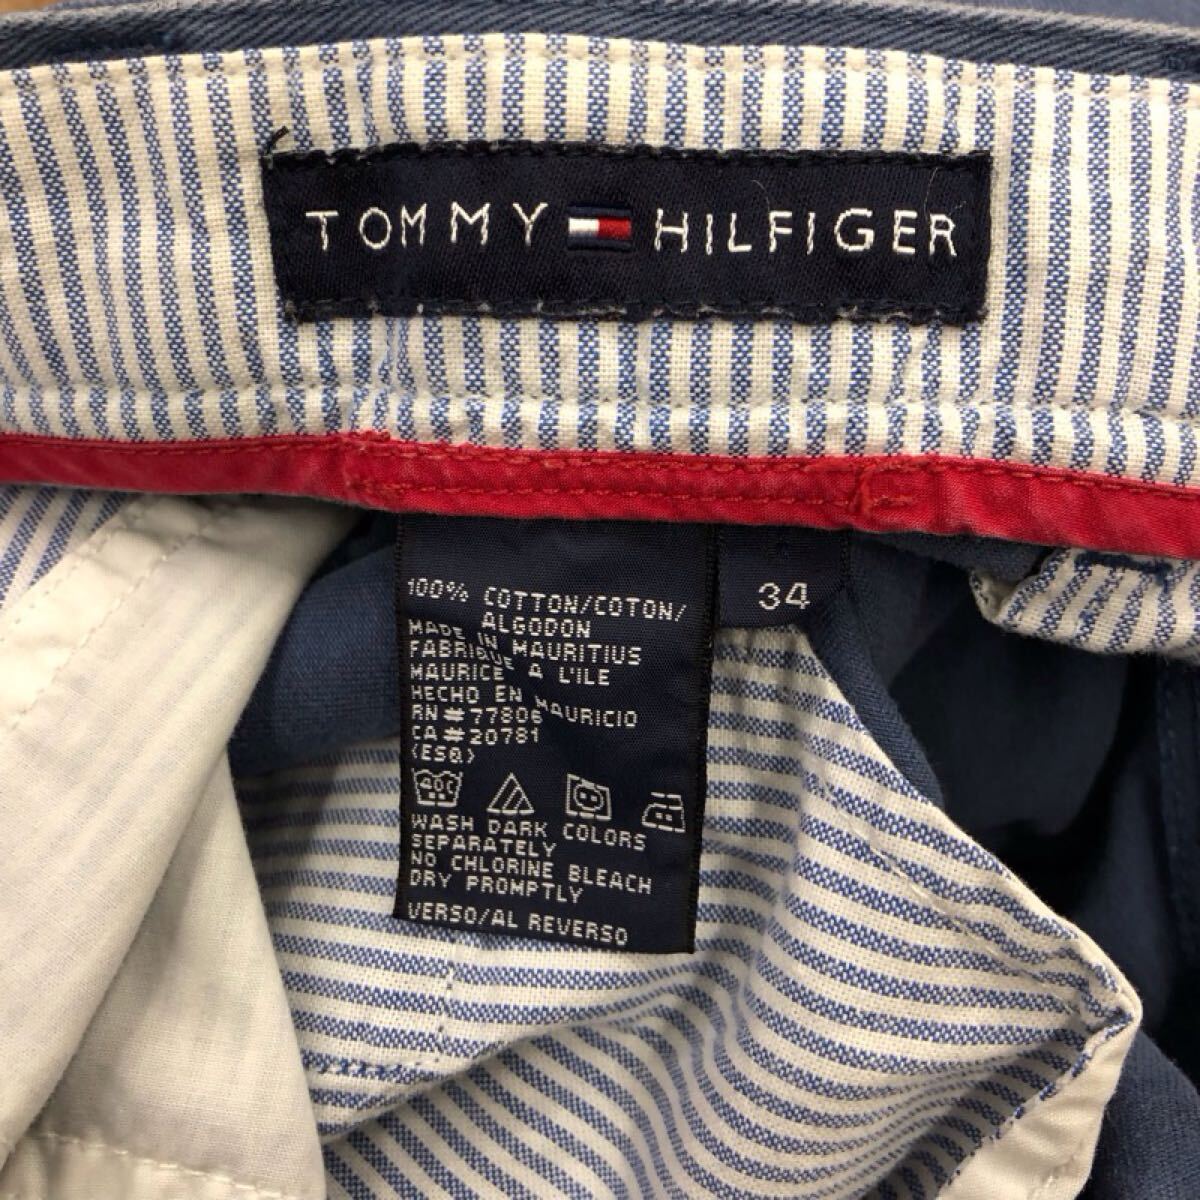 TOMMY HILFIGER
34
100% COTTON/COTON/
ALGODON
MADE IN MAURITIUS
FABRIQUE A L'ILE
MAURICE
HECHO EN MAURICIO
RN#77806
CA#20781
(ESQ)
40C
WASH DARK COLORS
SEPARATELY
NO CHLORINE BLEACH
DRY PROMPTLY
VERSO/AL REVERSO